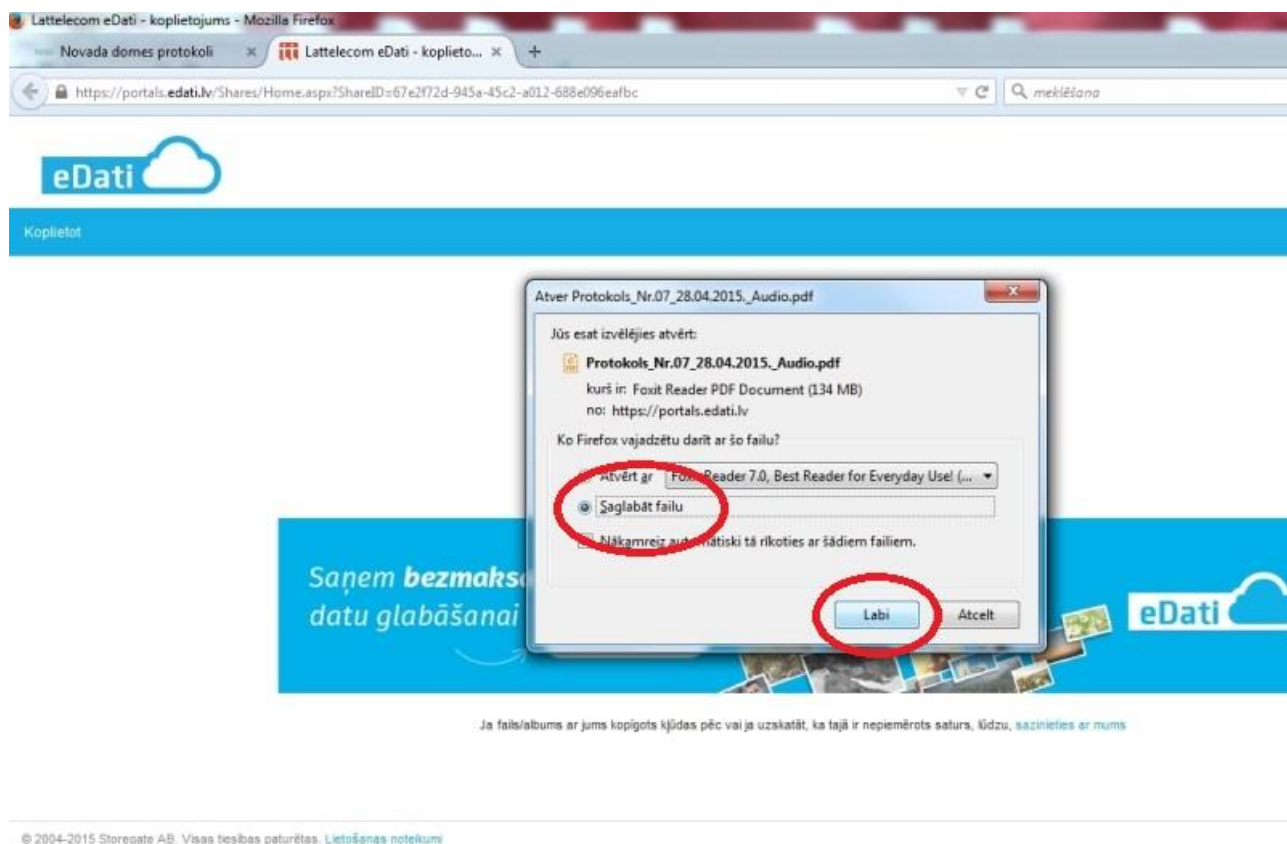 Lattelecom eDati - koplietojums - Mozilla Firefox
Novada domes protokoli
Lattelecom eDati - koplieto...
https://portals.edati.lv/Shares/Home.aspx?ShareID=67e2f72d-945a-45c2-a012-688e096eafbc
meklēšana
eDati
Koplietot
Atver Protokols_Nr.07_28.04.2015._Audio.pdf
Jūs esat izvēlējies atvērt:
Protokols_Nr.07_28.04.2015._Audio.pdf
kurš ir: Foxit Reader PDF Document (134 MB)
no: https://portals.edati.lv
Ko Firefox vajadzētu darīt ar šo failu?
Atvērt ar Foxit Reader 7.0, Best Reader for Everyday Use! (...
Saglabāt failu
Nākamreiz automātiski tā rīkoties ar šādiem failiem.
Labi Atcelt
Saņem bezmaksa
datu glabāšanai
eDati
Ja fails/albums ar jums kopīgots kļūdas pēc vai ja uzskatāt, ka tajā ir nepiemērots saturs, lūdzu, sazinieties ar mums
© 2004-2015 Storegate AB. Visas tiesības paturētas. Lietošanas noteikumi